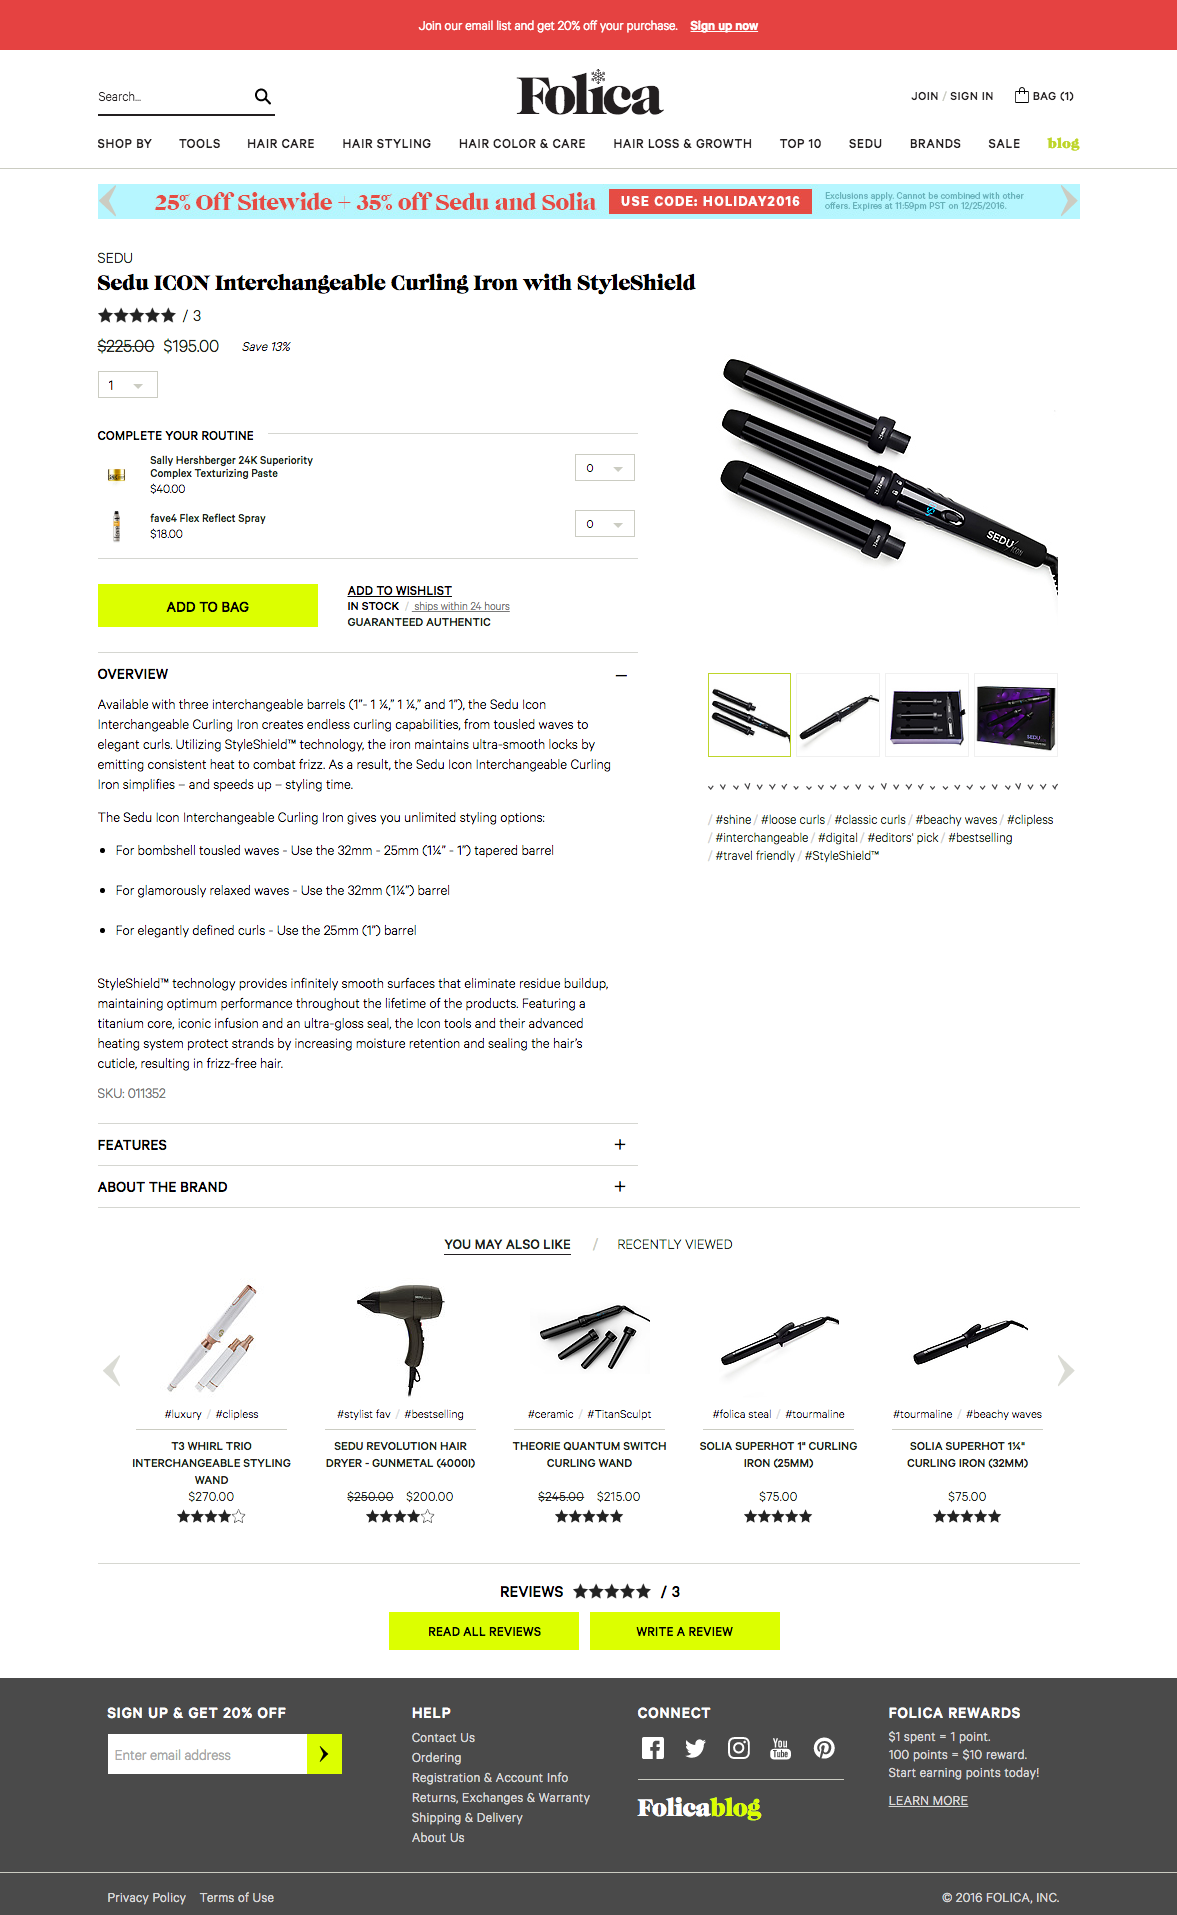 Join our email list and get 20% off your purchase. Sign up now
Search...
Folica
JOIN / SIGN IN
BAG (1)
SHOP BY TOOLS HAIR CARE HAIR STYLING HAIR COLOR & CARE HAIR LOSS & GROWTH TOP 10 SEDU BRANDS SALE blog
25% Off Sitewide + 35% off Sedu and Solia
USE CODE: HOLIDAY2016
Exclusions apply. Cannot be combined with other
offers. Expires at 11:59pm PST on 12/25/2016.
SEDU
Sedu ICON Interchangeable Curling Iron with StyleShield
/ 3
$225.00 $195.00 Save 13%
1
COMPLETE YOUR ROUTINE
Sally Hershberger 24K Superiority
Complex Texturizing Paste
$40.00
0
fave4 Flex Reflect Spray
$18.00
0
ADD TO BAG
ADD TO WISHLIST
IN STOCK / ships within 24 hours
GUARANTEED AUTHENTIC
SEDU ICON
SEDU
OVERVIEW
Available with three interchangeable barrels (1"- 1 ¼," 1 ¼," and 1"), the Sedu Icon
Interchangeable Curling Iron creates endless curling capabilities, from tousled waves to
elegant curls. Utilizing StyleShield™ technology, the iron maintains ultra-smooth locks by
emitting consistent heat to combat frizz. As a result, the Sedu Icon Interchangeable Curling
Iron simplifies – and speeds up – styling time.
The Sedu Icon Interchangeable Curling Iron gives you unlimited styling options:
• For bombshell tousled waves - Use the 32mm - 25mm (1¼" - 1") tapered barrel
• For glamorously relaxed waves - Use the 32mm (1¼") barrel
• For elegantly defined curls - Use the 25mm (1") barrel
StyleShield™ technology provides infinitely smooth surfaces that eliminate residue buildup,
maintaining optimum performance throughout the lifetime of the products. Featuring a
titanium core, iconic infusion and an ultra-gloss seal, the Icon tools and their advanced
heating system protect strands by increasing moisture retention and sealing the hair's
cuticle, resulting in frizz-free hair.
SKU: 011352
/ #shine / #loose curls / #classic curls / #beachy waves / #clipless
/ #interchangeable / #digital / #editors' pick / #bestselling
/ #travel friendly / #StyleShield™
FEATURES
ABOUT THE BRAND
YOU MAY ALSO LIKE / RECENTLY VIEWED
#luxury / #clipless
T3 WHIRL TRIO
INTERCHANGEABLE STYLING
WAND
$270.00
#stylist fav / #bestselling
SEDU REVOLUTION HAIR
DRYER - GUNMETAL (4000I)
$250.00 $200.00
#ceramic / #TitanSculpt
THEORIE QUANTUM SWITCH
CURLING WAND
$245.00 $215.00
#folica steal / #tourmaline
SOLIA SUPERHOT 1" CURLING
IRON (25MM)
$75.00
#tourmaline / #beachy waves
SOLIA SUPERHOT 1¼"
CURLING IRON (32MM)
$75.00
REVIEWS / 3
READ ALL REVIEWS
WRITE A REVIEW
SIGN UP & GET 20% OFF
Enter email address
HELP
Contact Us
Ordering
Registration & Account Info
Returns, Exchanges & Warranty
Shipping & Delivery
About Us
CONNECT
You Tube
Folicablog
FOLICA REWARDS
$1 spent = 1 point.
100 points = $10 reward.
Start earning points today!
LEARN MORE
Privacy Policy Terms of Use
© 2016 FOLICA, INC.